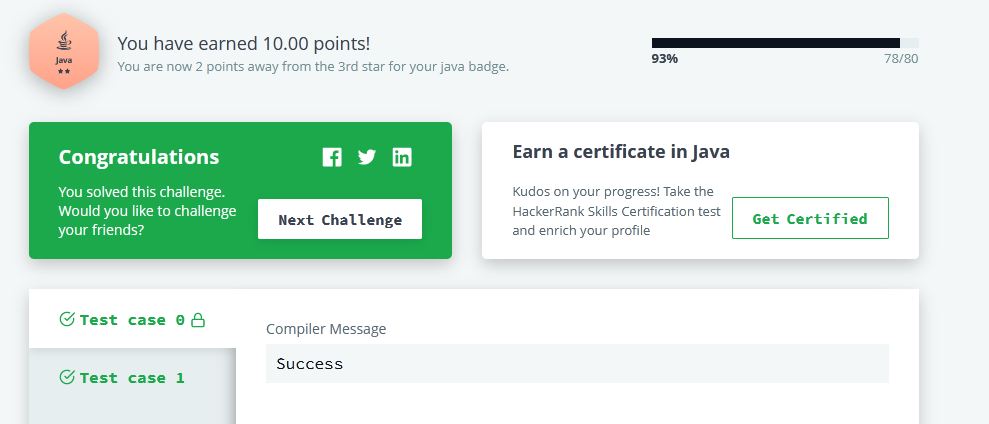 Java
You have earned 10.00 points!
You are now 2 points away from the 3rd star for your java badge.
93%
78/80
Congratulations
You solved this challenge.
Would you like to challenge
your friends?
Next Challenge
Earn a certificate in Java
Kudos on your progress! Take the
HackerRank Skills Certification test
and enrich your profile
Get Certified
Test case 0
Test case 1
Compiler Message
Success